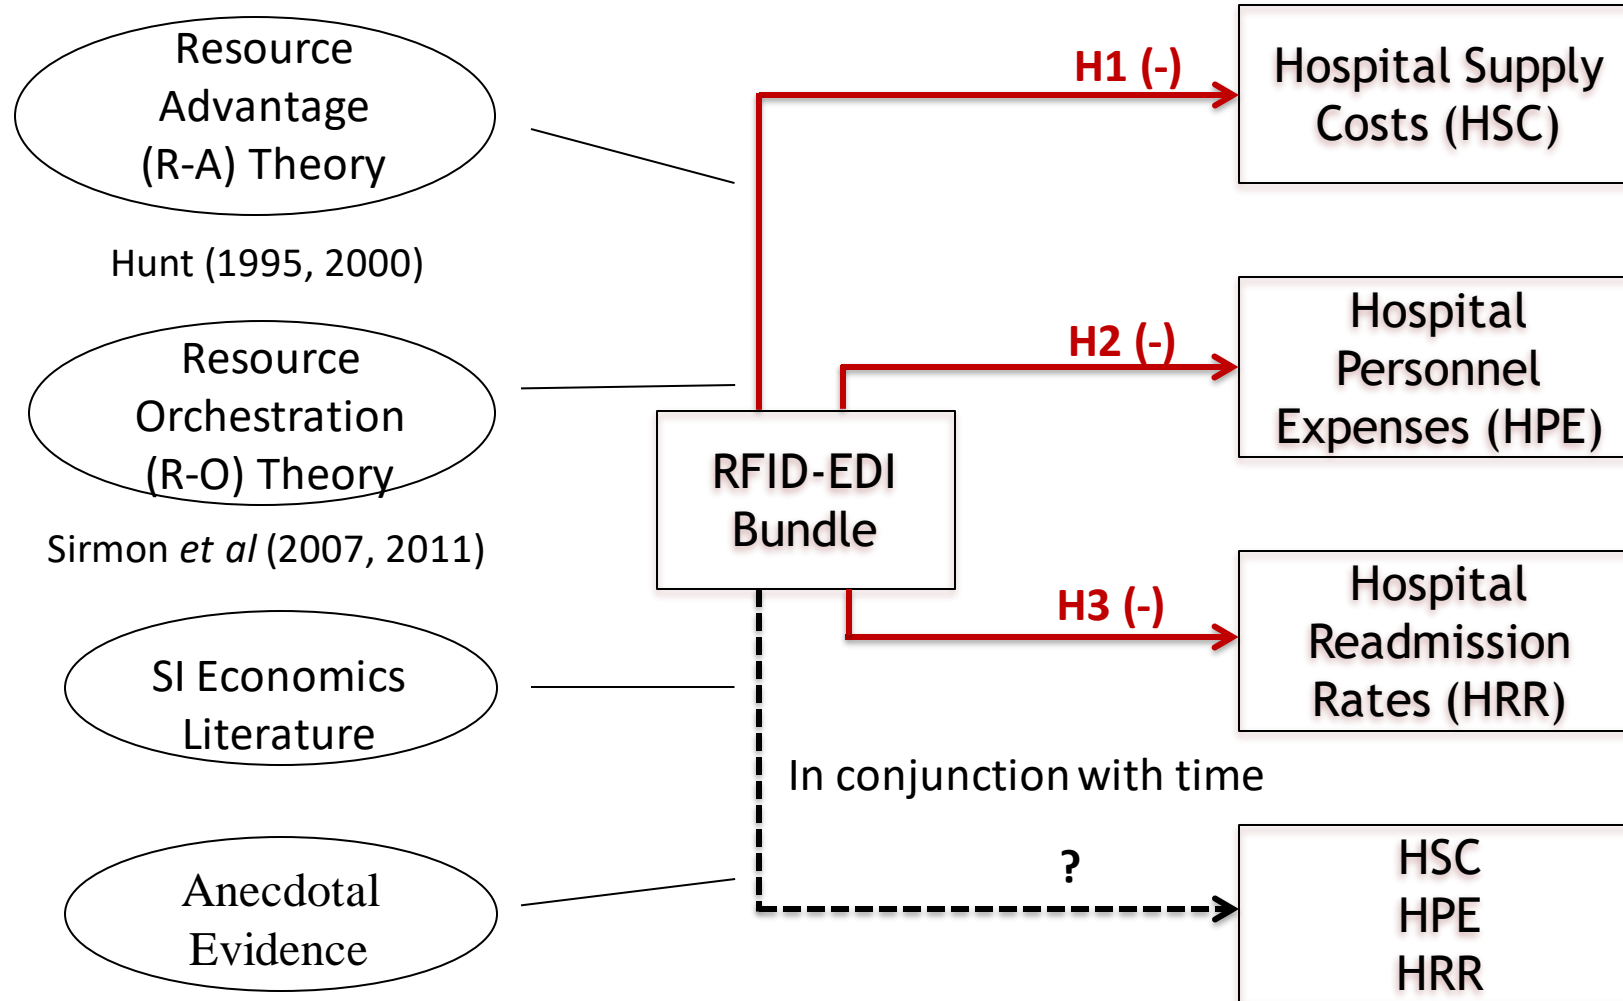 Resource
Advantage
(R-A) Theory
Hunt (1995, 2000)
Resource
Orchestration
(R-O) Theory
Sirmon et al (2007, 2011)
SI Economics
Literature
Anecdotal
Evidence
RFID-EDI
Bundle
H1 (-)
H2 (-)
H3 (-)
In conjunction with time
?
Hospital Supply
Costs (HSC)
Hospital
Personnel
Expenses (HPE)
Hospital
Readmission
Rates (HRR)
HSC
HPE
HRR